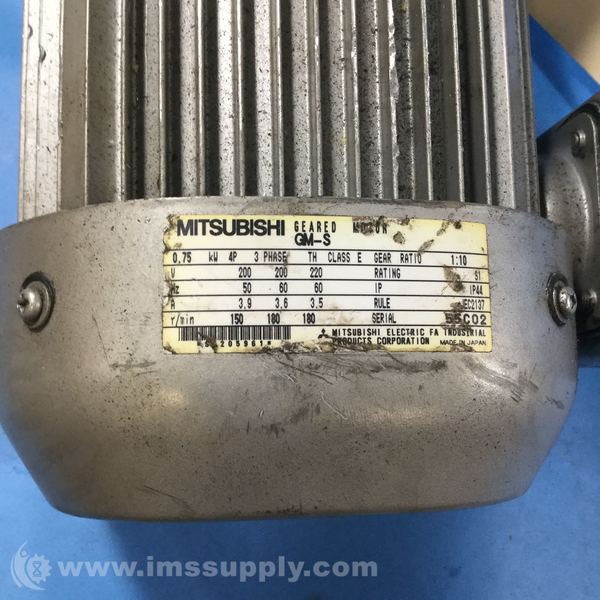 MITSUBISHI GEARED MOTOR
GM-S
0.75 kW 4P 3 PHASE TH CLASS E GEAR RATIO 1:10
V 200 200 220 RATING S1
Hz 50 60 60 IP IP44
A 3.9 3.6 3.5 RULE JEC2137
r/min 150 180 180 SERIAL 55C02
MITSUBISHI ELECTRIC FA INDUSTRIAL
PRODUCTS CORPORATION MADE IN JAPAN
www.imssupply.com